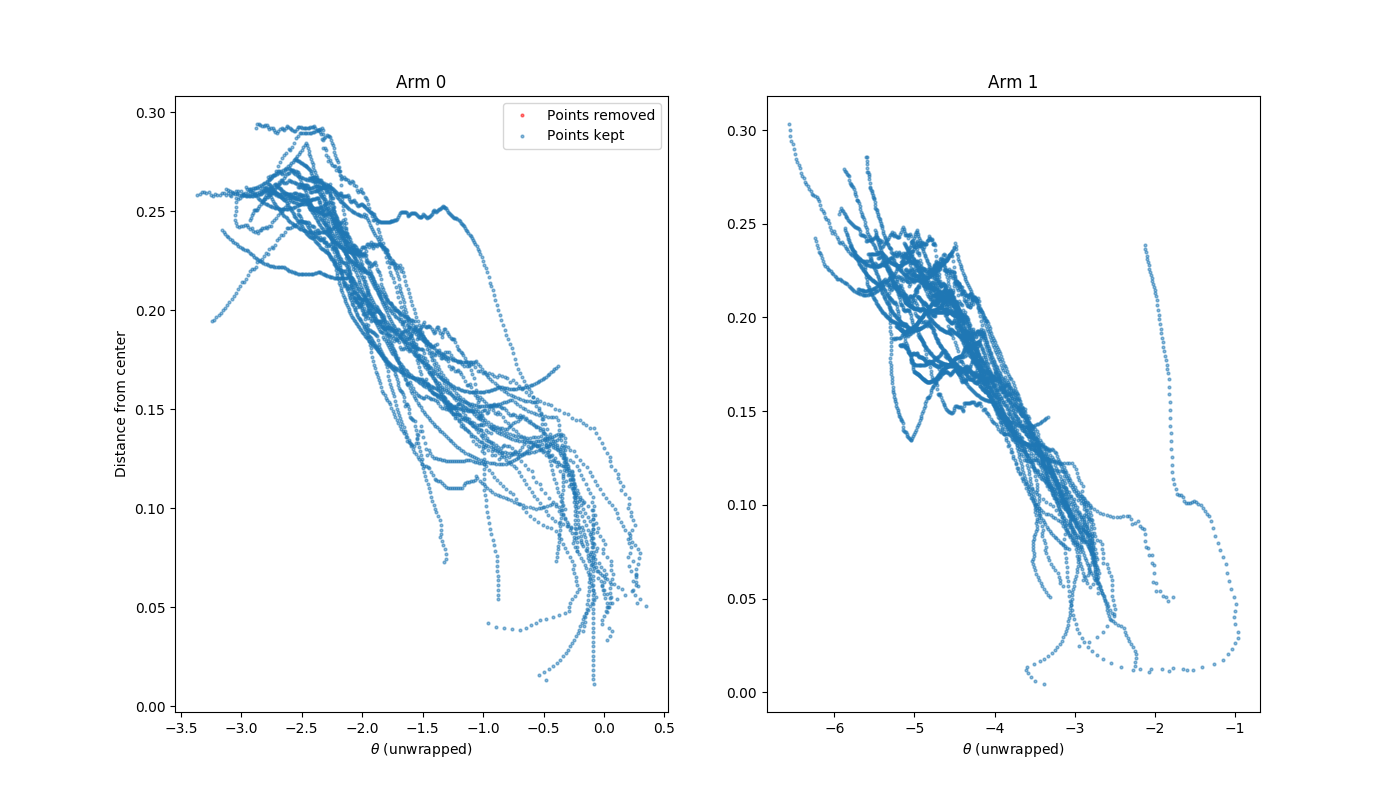 Arm 0
Arm 1
Points removed
Points kept
Distance from center
0.30
0.25
0.20
0.15
0.10
0.05
0.00
−3.5 −3.0 −2.5 −2.0 −1.5 −1.0 −0.5 0.0 0.5
θ (unwrapped)
0.30
0.25
0.20
0.15
0.10
0.05
0.00
−6 −5 −4 −3 −2 −1
θ (unwrapped)